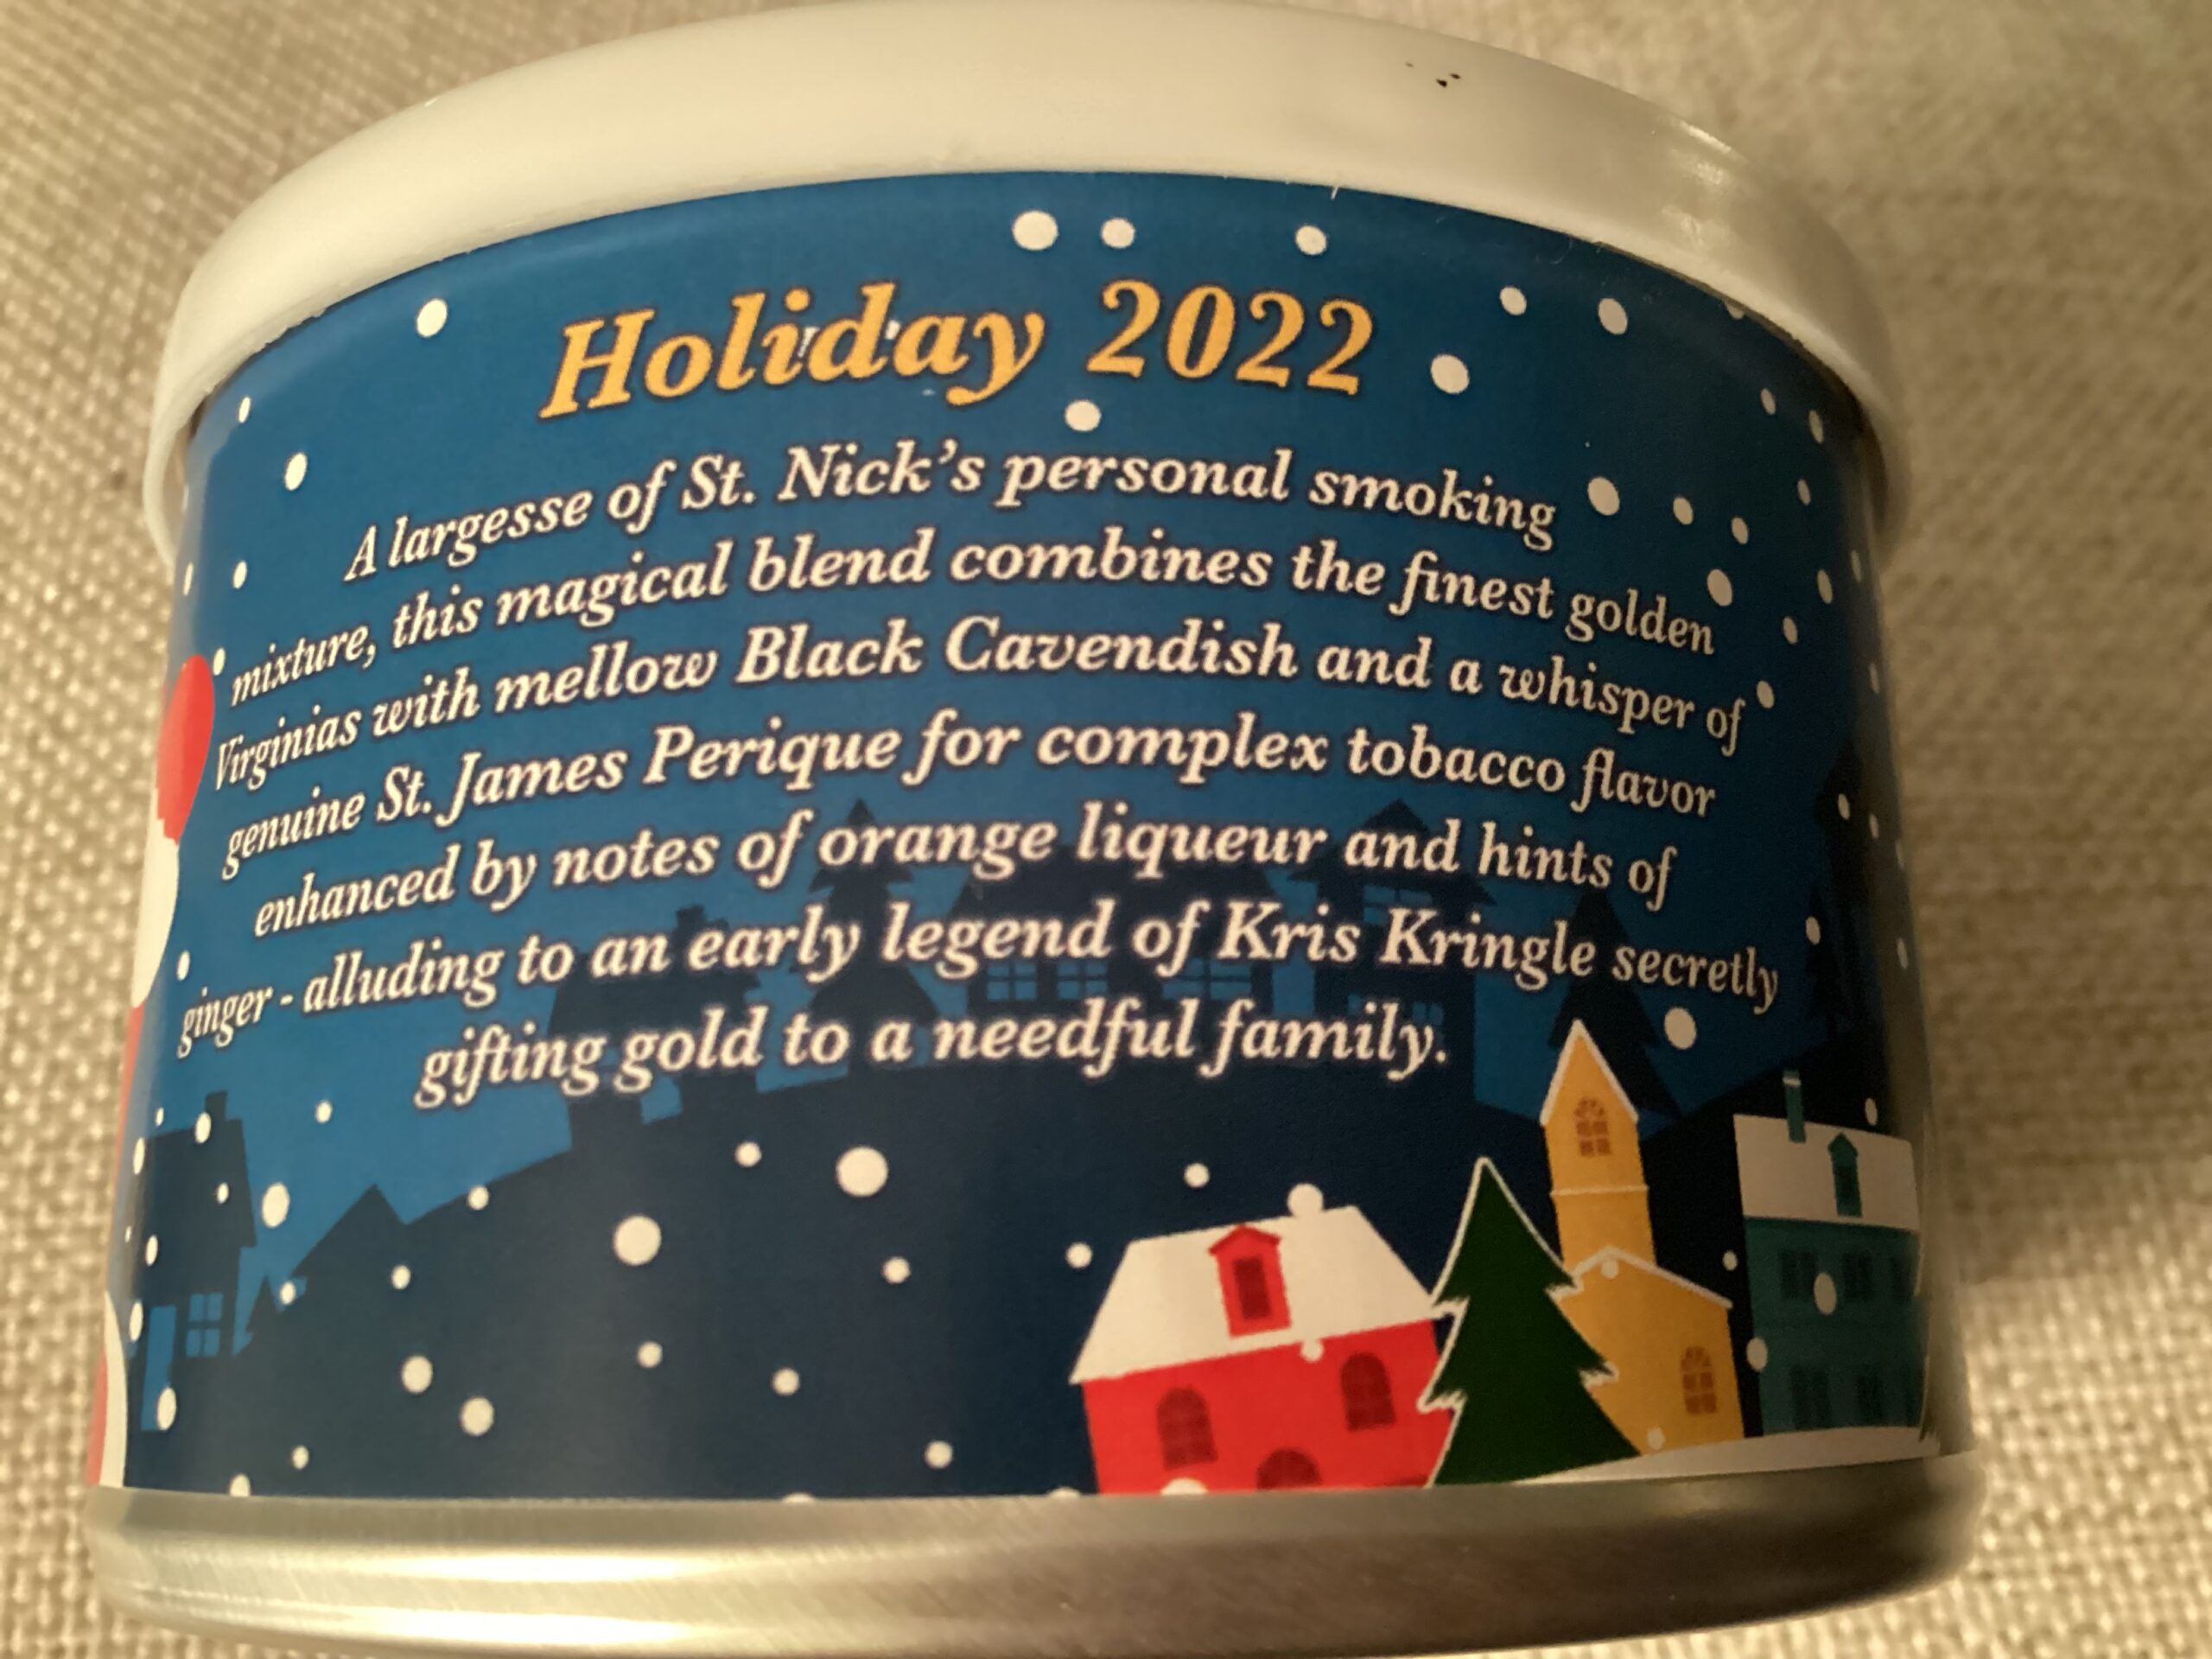 Holiday 2022
A largesse of St. Nick's personal smoking
mixture, this magical blend combines the finest golden
Virginias with mellow Black Cavendish and a whisper of
genuine St. James Perique for complex tobacco flavor
enhanced by notes of orange liqueur and hints of
ginger - alluding to an early legend of Kris Kringle secretly
gifting gold to a needful family.